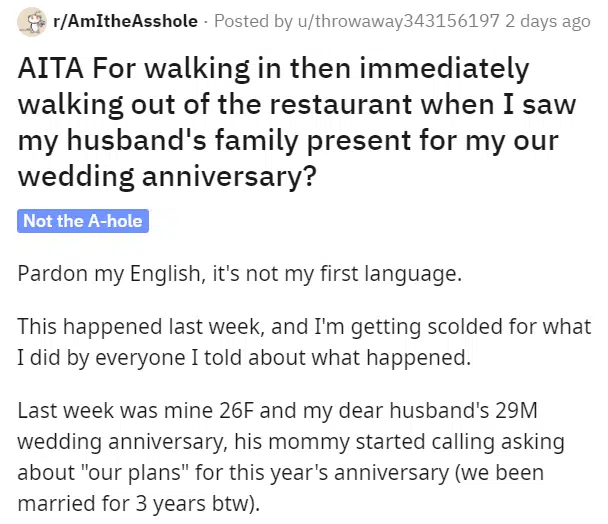 r/AmItheAsshole · Posted by u/throwaway343156197 2 days ago
AITA For walking in then immediately
walking out of the restaurant when I saw
my husband's family present for my our
wedding anniversary?
Not the A-hole
Pardon my English, it's not my first language.
This happened last week, and I'm getting scolded for what
I did by everyone I told about what happened.
Last week was mine 26F and my dear husband's 29M
wedding anniversary, his mommy started calling asking
about "our plans" for this year's anniversary (we been
married for 3 years btw).